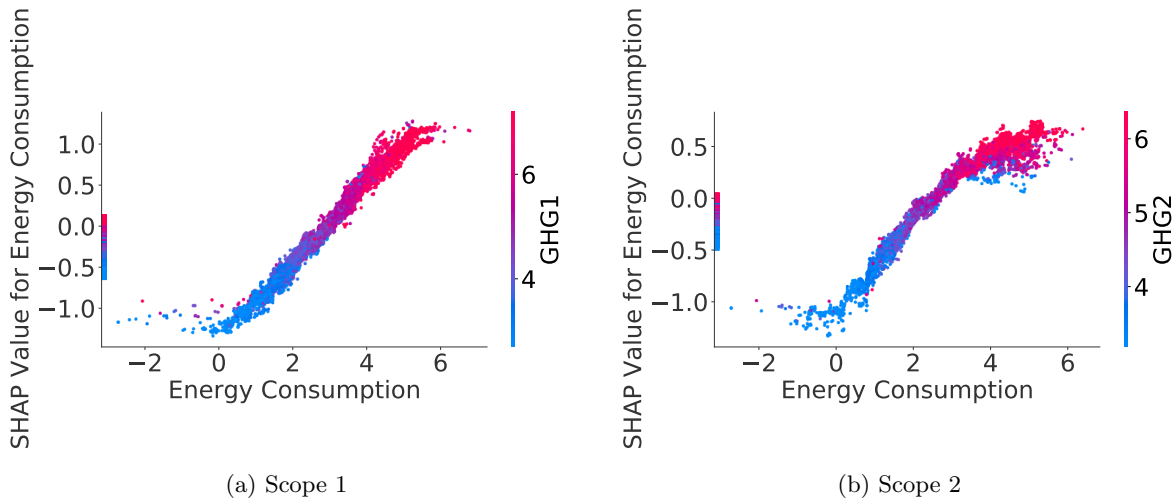 SHAP Value for Energy Consumption
1.0
0.5
0.0
−0.5
−1.0
−2 0 2 4 6
Energy Consumption
6
4
GHG1
(a) Scope 1
SHAP Value for Energy Consumption
0.5
0.0
−0.5
−1.0
−2 0 2 4 6
Energy Consumption
6
5
4
GHG2
(b) Scope 2